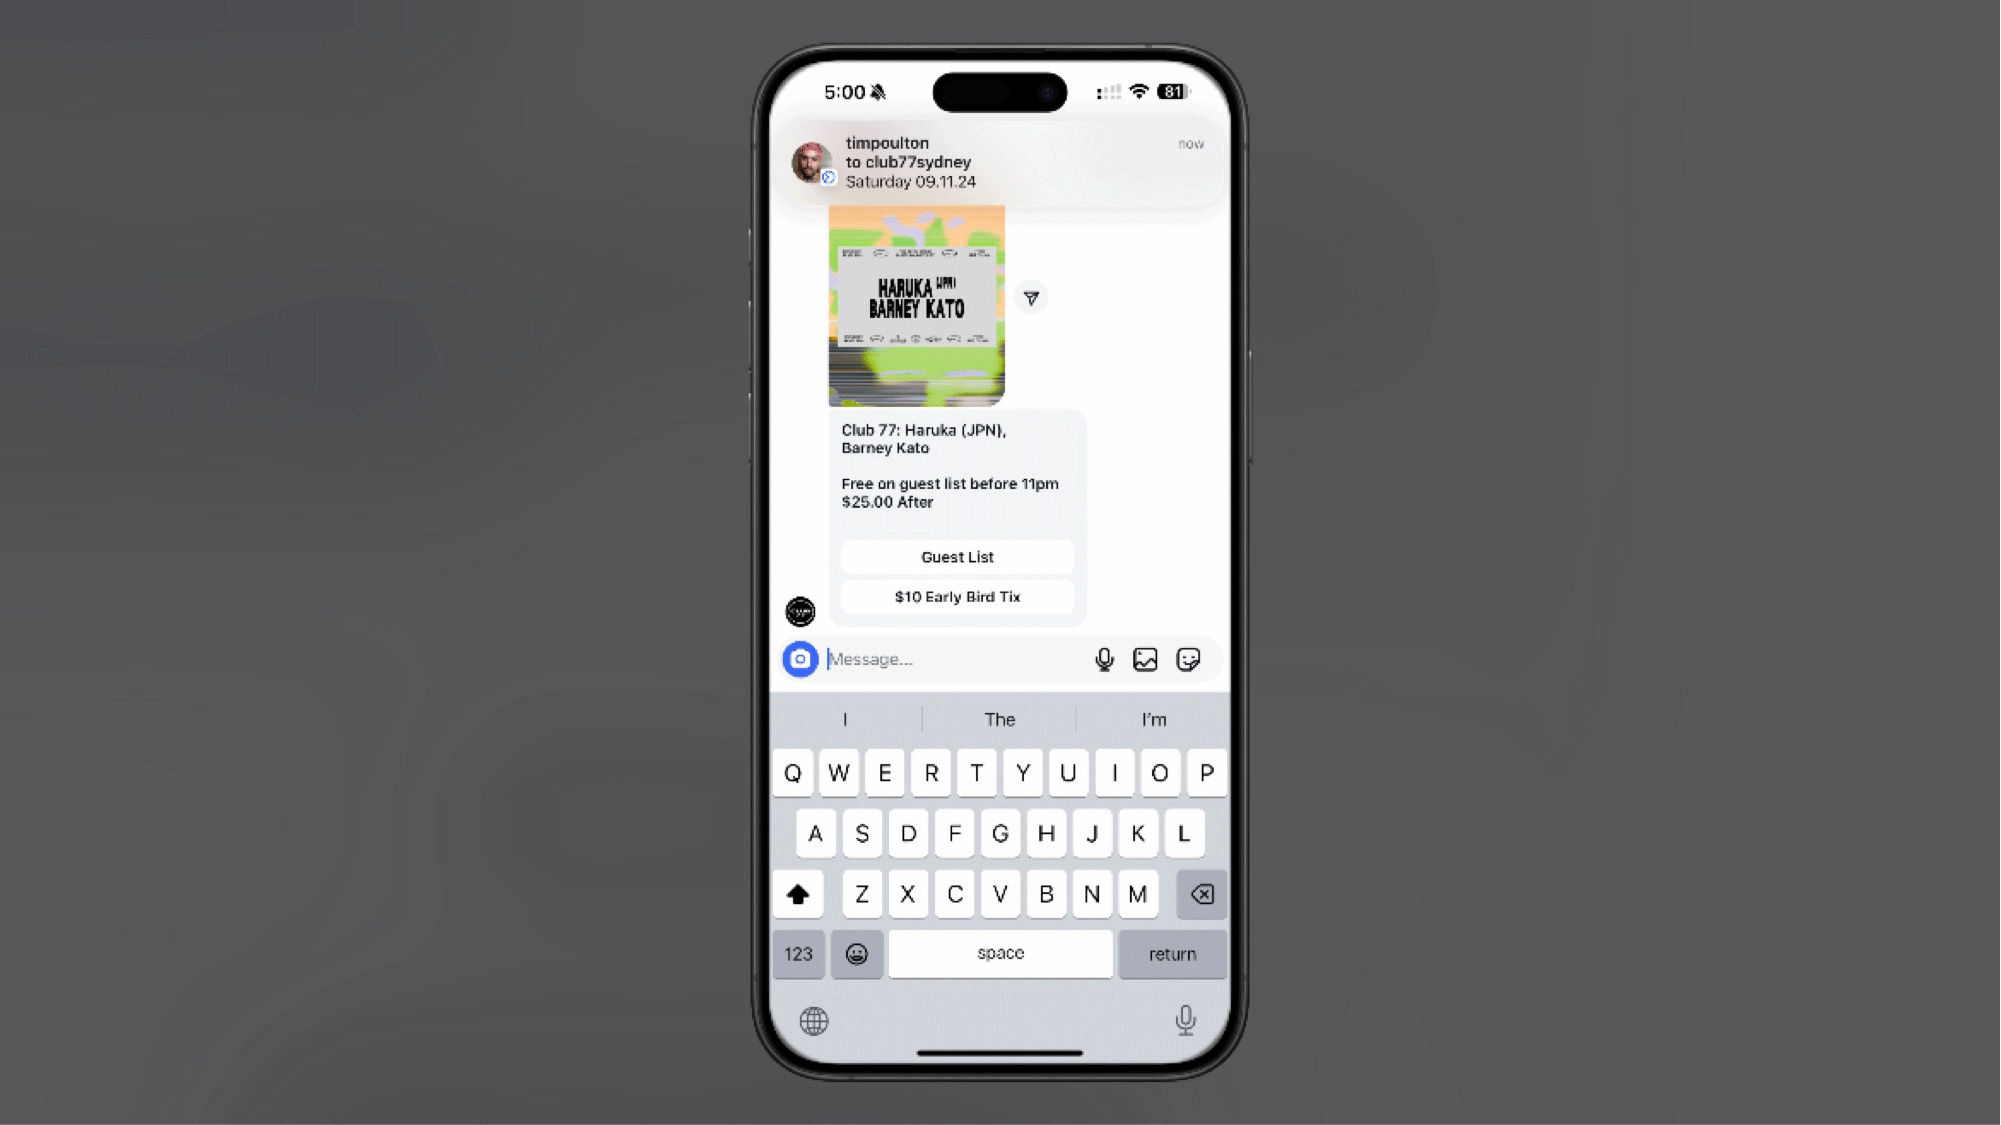 5:00
81
timpoulton
now
to club77sydney
Saturday 09.11.24
HARUKA (JPN)
BARNEY KATO
Club 77: Haruka (JPN),
Barney Kato
Free on guest list before 11pm
$25.00 After
Guest List
$10 Early Bird Tix
Message...
I
The
I'm
Q W E R T Y U I O P
A S D F G H J K L
Z X C V B N M
123
space
return